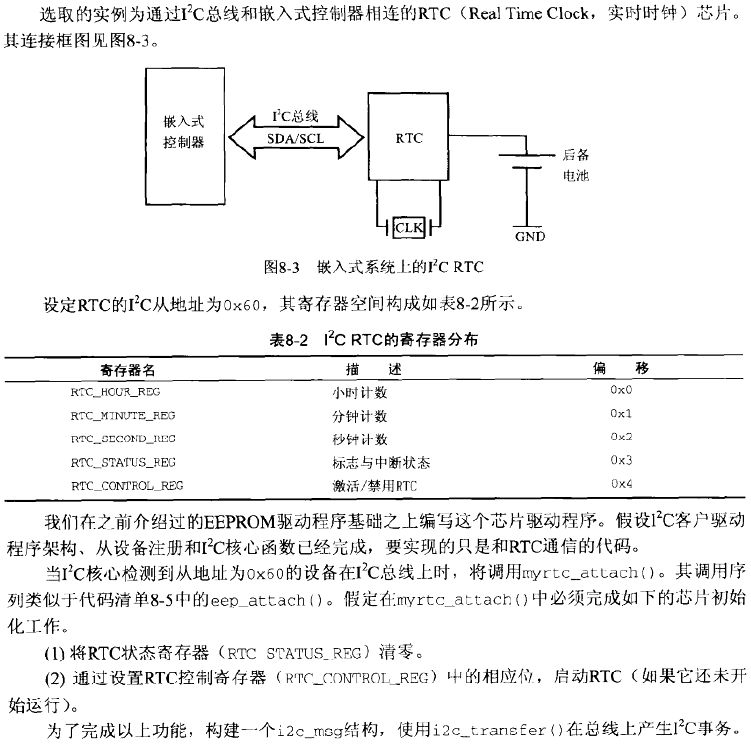 选取的实例为通过I²C总线和嵌入式控制器相连的RTC（Real Time Clock，实时时钟）芯片。
其连接框图见图8-3。
嵌入式
控制器
I²C总线
SDA/SCL
RTC
后备
电池
CLK
GND
图8-3 嵌入式系统上的I²C RTC
设定RTC的I²C从地址为0x60，其寄存器空间构成如表8-2所示。
表8-2 I²C RTC的寄存器分布
寄存器名 描 述 偏 移
RTC_HOUR_REG 小时计数 0x0
RTC_MINUTE_REG 分钟计数 0x1
RTC_SECOND_REG 秒钟计数 0x2
RTC_STATUS_REG 标志与中断状态 0x3
RTC_CONTROL_REG 激活/禁用RTC 0x4
我们在之前介绍过的EEPROM驱动程序基础之上编写这个芯片驱动程序。假设I²C客户驱动
程序架构、从设备注册和I²C核心函数已经完成，要实现的只是和RTC通信的代码。
当I²C核心检测到从地址为0x60的设备在I²C总线上时，将调用myrtc_attach()。其调用序
列类似于代码清单8-5中的eep_attach()。假定在myrtc_attach()中必须完成如下的芯片初始
化工作。
(1) 将RTC状态寄存器（RTC_STATUS_REG）清零。
(2) 通过设置RTC控制寄存器（RTC_CONTROL_REG）中的相应位，启动RTC（如果它还未开
始运行）。
为了完成以上功能，构建一个i2c_msg结构，使用i2c_transfer()在总线上产生I²C事务。